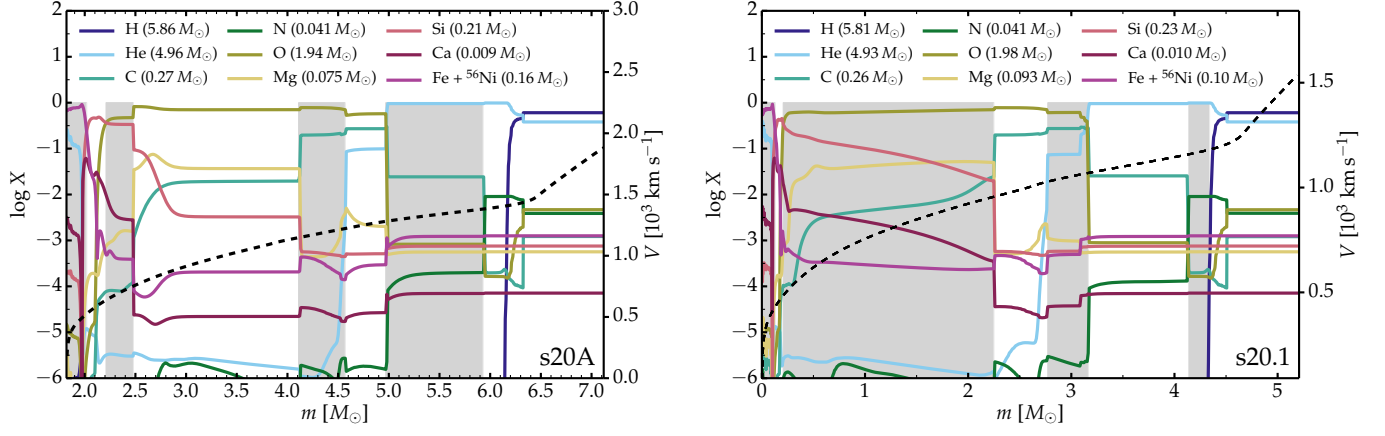 H (5.86 M⊙) N (0.041 M⊙) Si (0.21 M⊙)
He (4.96 M⊙) O (1.94 M⊙) Ca (0.009 M⊙)
C (0.27 M⊙) Mg (0.075 M⊙) Fe + ⁵⁶Ni (0.16 M⊙)
2
1
0
−1
−2
−3
−4
−5
−6
log X
3.0
2.5
2.0
1.5
1.0
0.5
0.0
V [10³ km s⁻¹]
s20A
2.0 2.5 3.0 3.5 4.0 4.5 5.0 5.5 6.0 6.5 7.0
m [M⊙]
H (5.81 M⊙) N (0.041 M⊙) Si (0.23 M⊙)
He (4.93 M⊙) O (1.98 M⊙) Ca (0.010 M⊙)
C (0.26 M⊙) Mg (0.093 M⊙) Fe + ⁵⁶Ni (0.10 M⊙)
2
1
0
−1
−2
−3
−4
−5
−6
log X
1.5
1.0
0.5
V [10³ km s⁻¹]
s20.1
0 1 2 3 4 5
m [M⊙]